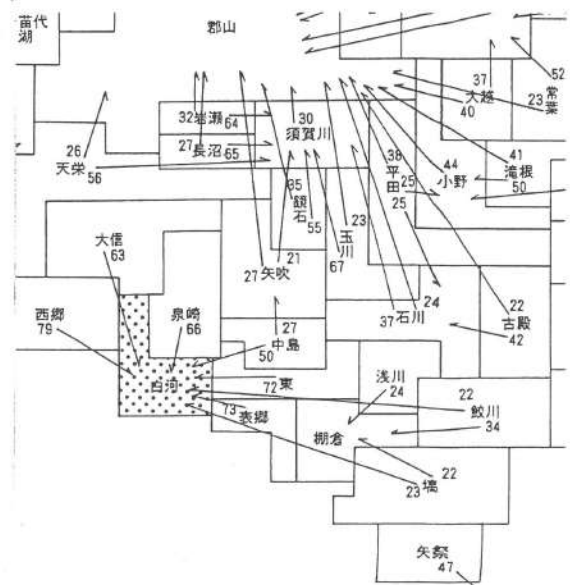 苗代
湖
郡山
37
大越
40
52
常
23 葉
32 岩瀬 64
30
須賀川
27 長沼 65
26
天栄
56
38
平
田 25
25
44
小野
41
滝根
50
35
鏡
石
55
23
玉
川
67
大信
63
21
27 矢吹
西郷
79
泉崎
66
27
中島
50
24
37 石川
22
古殿
42
白河
東
72
浅川
24
22
鮫川
34
73
表郷
棚倉
22
23 塙
矢祭
47